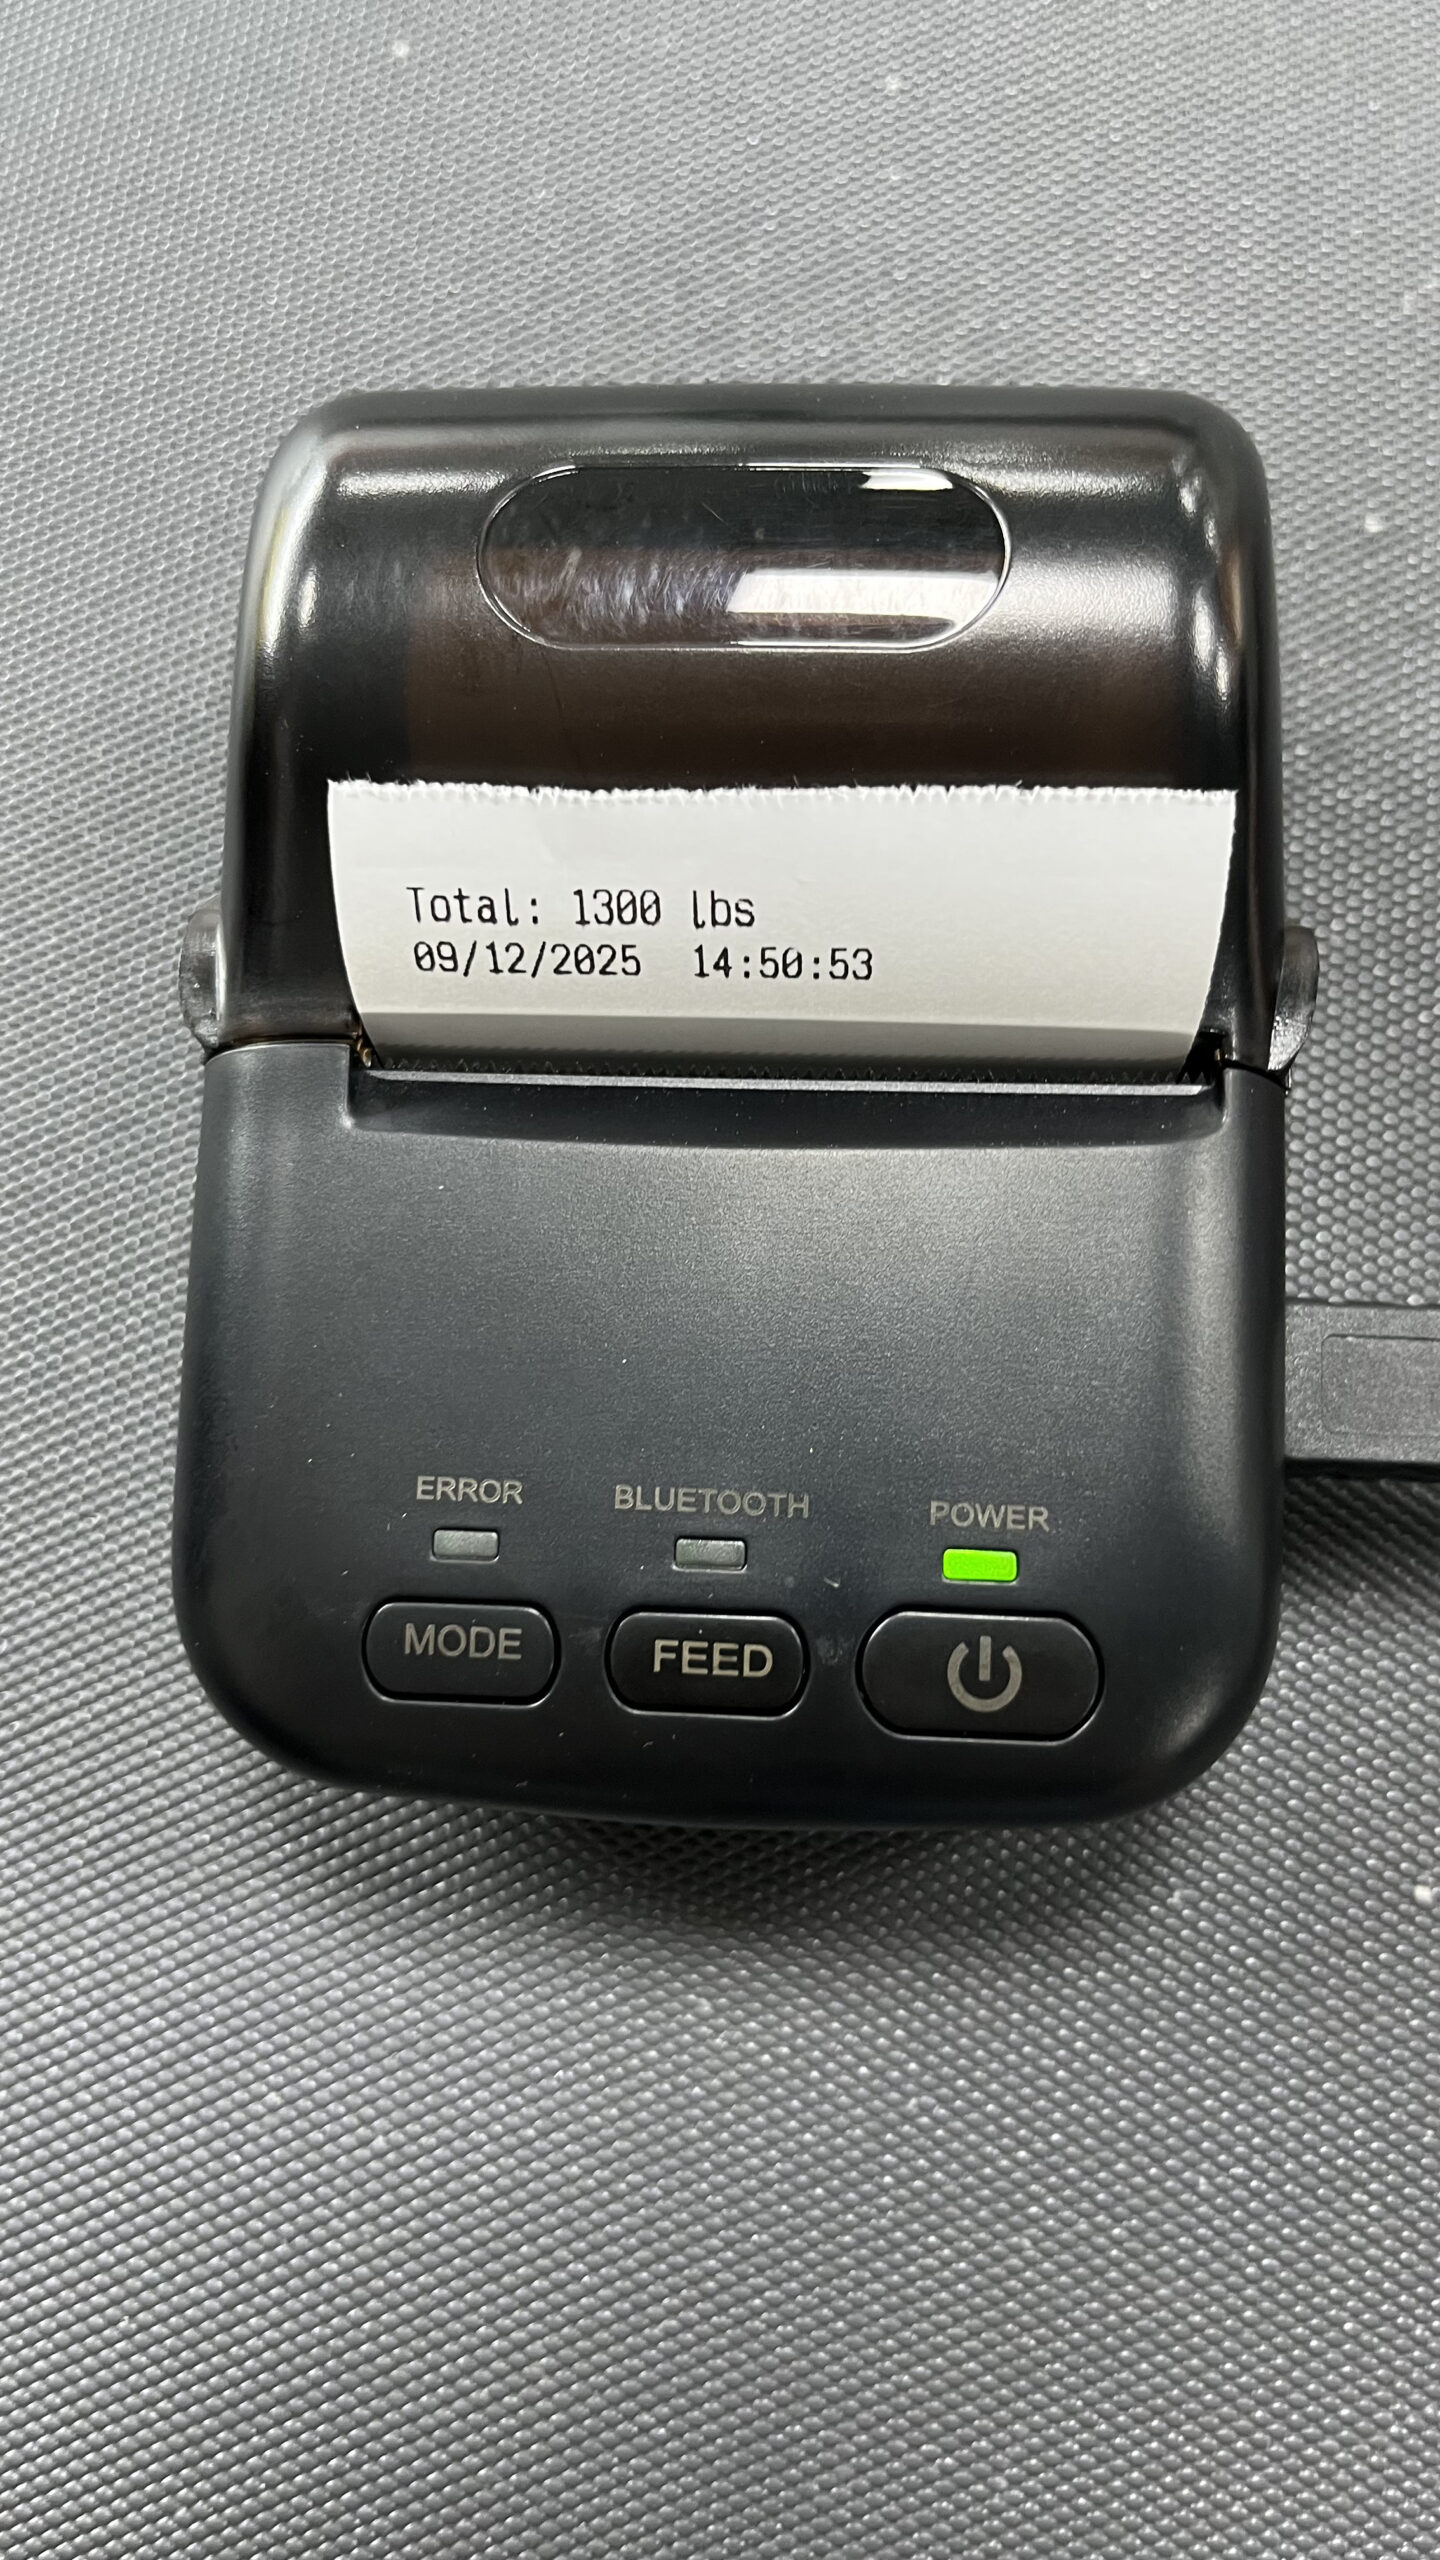 Total: 1300 lbs
09/12/2025  14:50:53
ERROR
BLUETOOTH
POWER
MODE
FEED